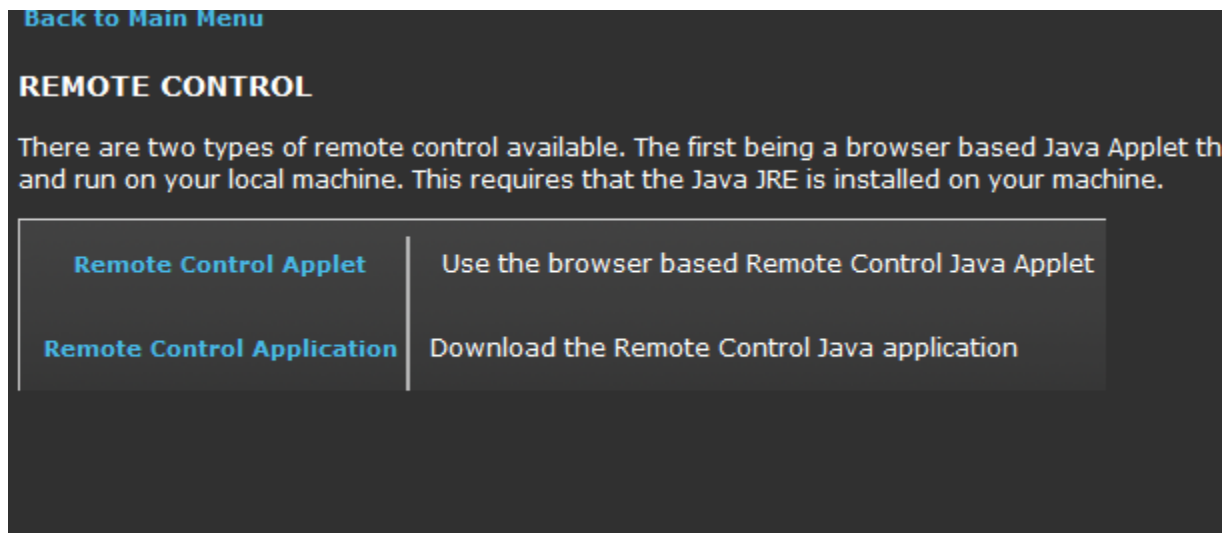 Back to Main Menu
REMOTE CONTROL
There are two types of remote control available. The first being a browser based Java Applet th
and run on your local machine. This requires that the Java JRE is installed on your machine.
Remote Control Applet Use the browser based Remote Control Java Applet
Remote Control Application Download the Remote Control Java application